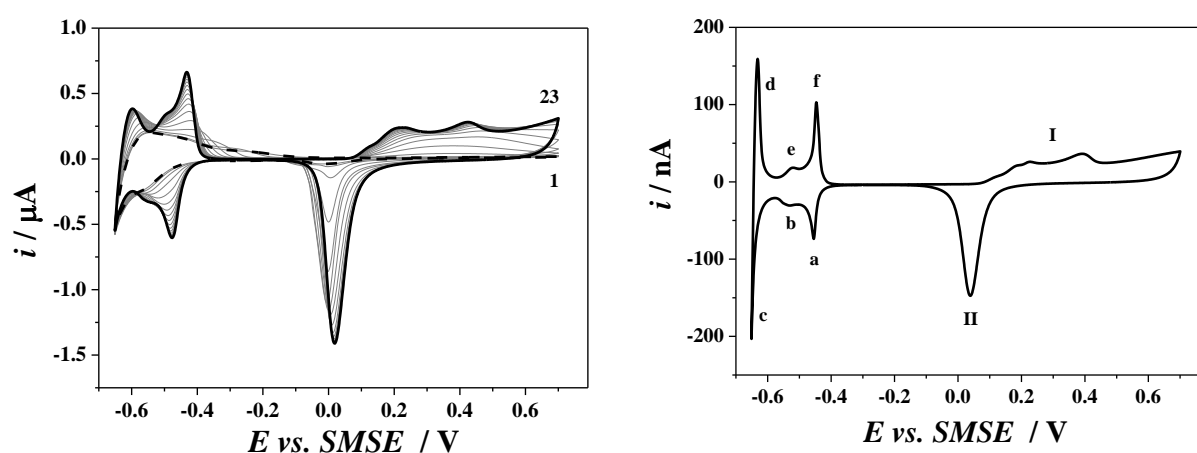 1.0
0.5
0.0
-0.5
-1.0
-1.5
i / μA
23
1
-0.6 -0.4 -0.2 0.0 0.2 0.4 0.6
E vs. SMSE / V
200
100
0
-100
-200
i / nA
d
f
e
I
b
a
c
II
-0.6 -0.4 -0.2 0.0 0.2 0.4 0.6
E vs. SMSE / V